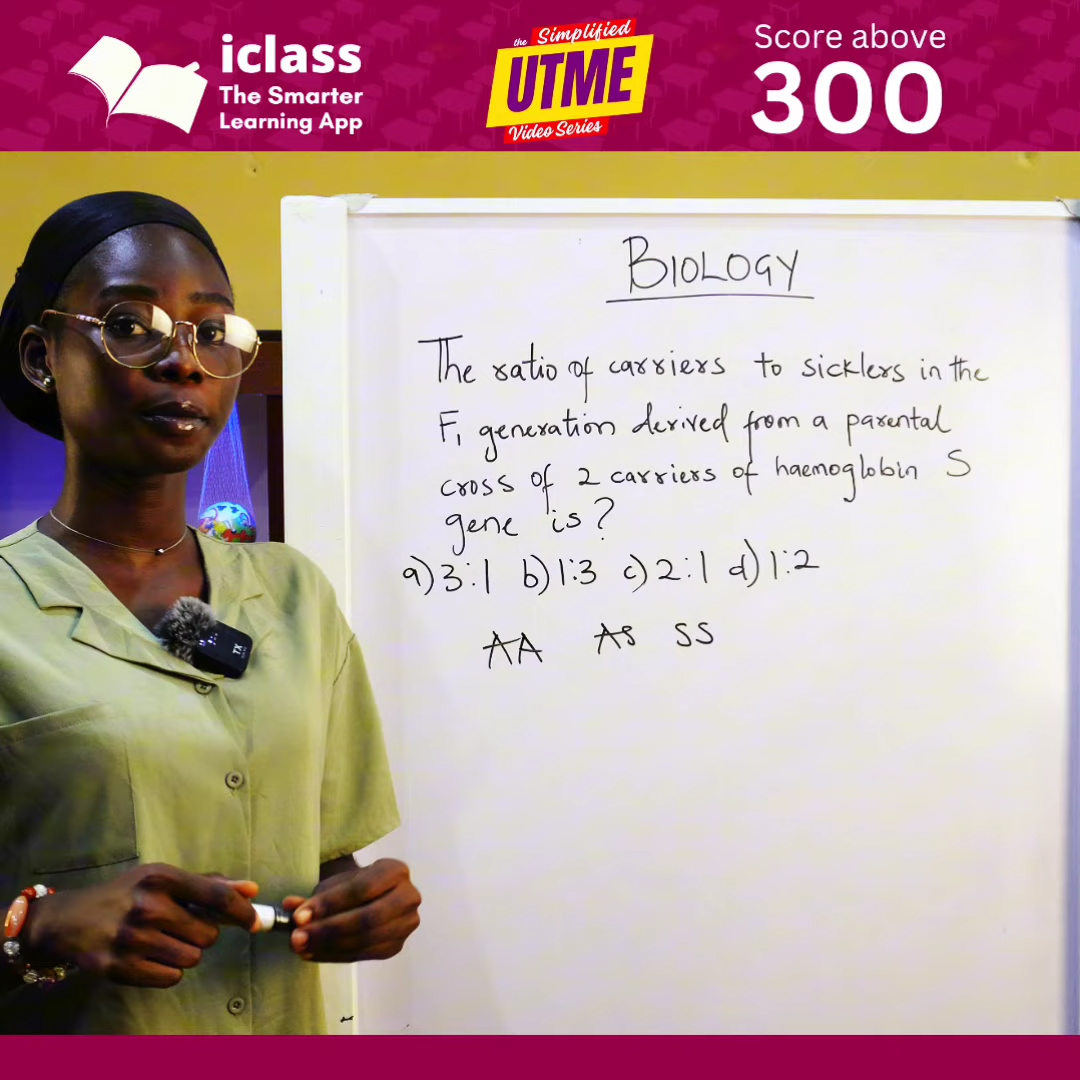 iclass
The Smarter
Learning App
the Simplified
UTME
Video Series
Score above
300
BIOLOGY
The ratio of carriers to sicklers in the
F1 generation derived from a parental
cross of 2 carriers of haemoglobin S
gene is?
a) 3:1 b) 1:3 c) 2:1 d) 1:2
AA AS SS
TX